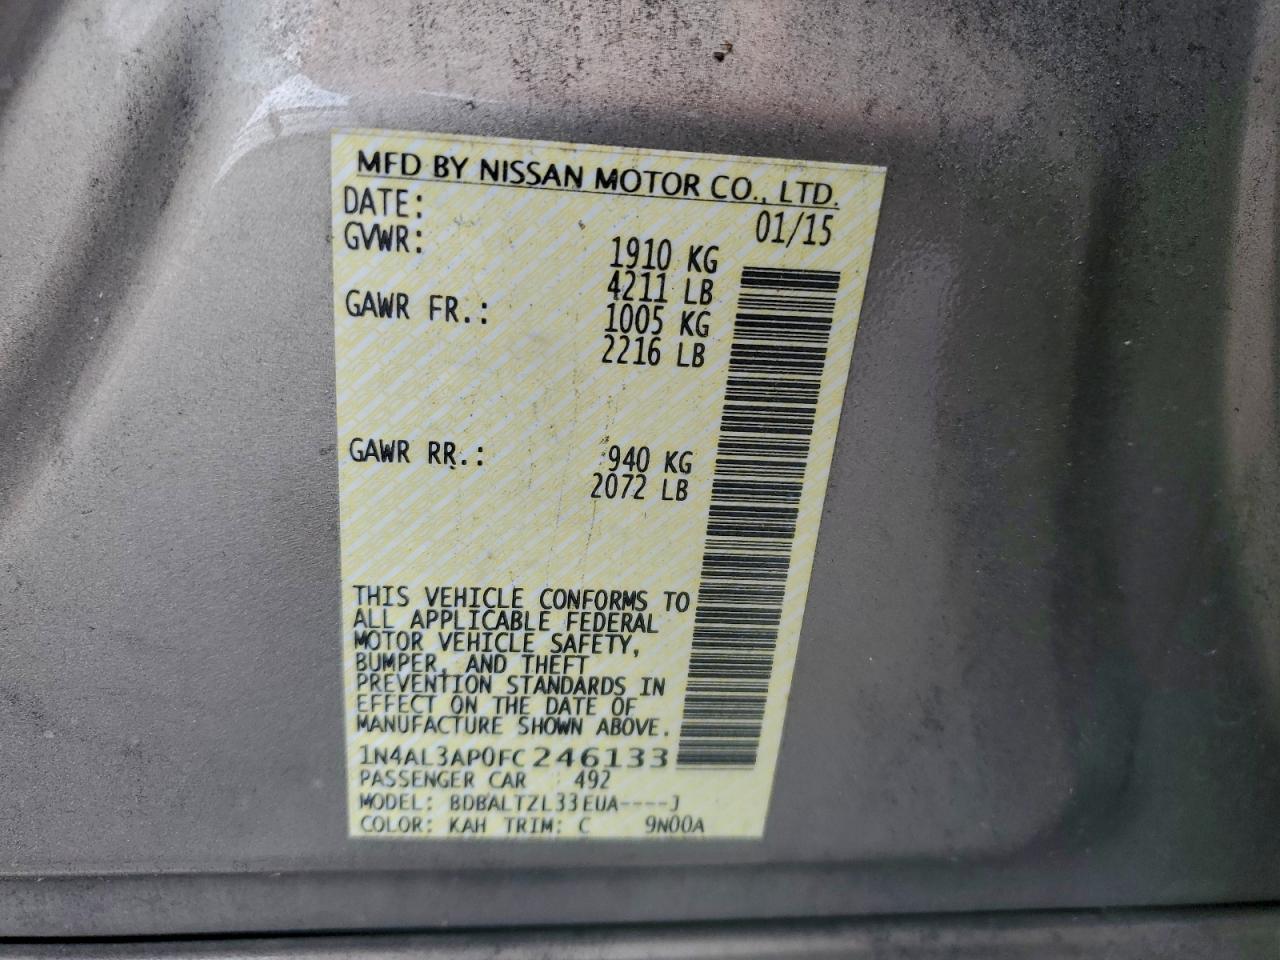 MFD BY NISSAN MOTOR CO., LTD.
DATE: 01/15
GVWR: 1910 KG
4211 LB
GAWR FR.: 1005 KG
2216 LB
GAWR RR.: 940 KG
2072 LB
THIS VEHICLE CONFORMS TO
ALL APPLICABLE FEDERAL
MOTOR VEHICLE SAFETY,
BUMPER, AND THEFT
PREVENTION STANDARDS IN
EFFECT ON THE DATE OF
MANUFACTURE SHOWN ABOVE.
1N4AL3AP0FC246133
PASSENGER CAR 492
MODEL: BDBALTZL33EUA----J
COLOR: KAH TRIM: C 9N00A